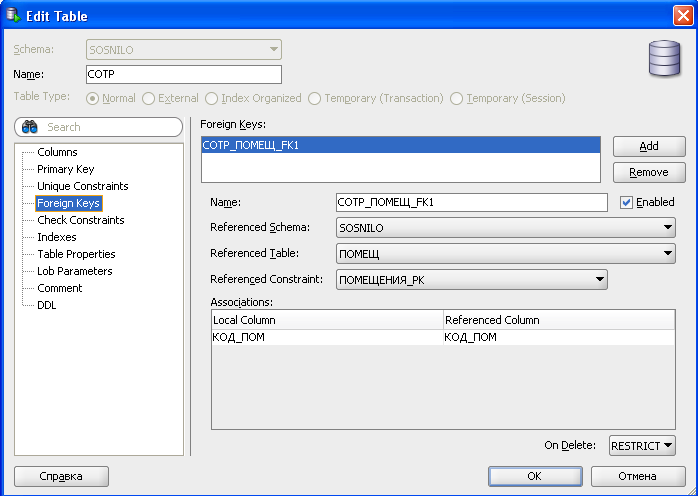 Edit Table
Schema:
SOSNILO
Name:
СОТР
Table Type:
Normal
External
Index Organized
Temporary (Transaction)
Temporary (Session)
Search
Columns
Primary Key
Unique Constraints
Foreign Keys
Check Constraints
Indexes
Table Properties
Lob Parameters
Comment
DDL
Foreign Keys:
СОТР_ПОМЕЩ_FK1
Add
Remove
Name:
СОТР_ПОМЕЩ_FK1
Enabled
Referenced Schema:
SOSNILO
Referenced Table:
ПОМЕЩ
Referenced Constraint:
ПОМЕЩЕНИЯ_PK
Associations:
Local Column
Referenced Column
КОД_ПОМ
КОД_ПОМ
On Delete:
RESTRICT
Справка
OK
Отмена